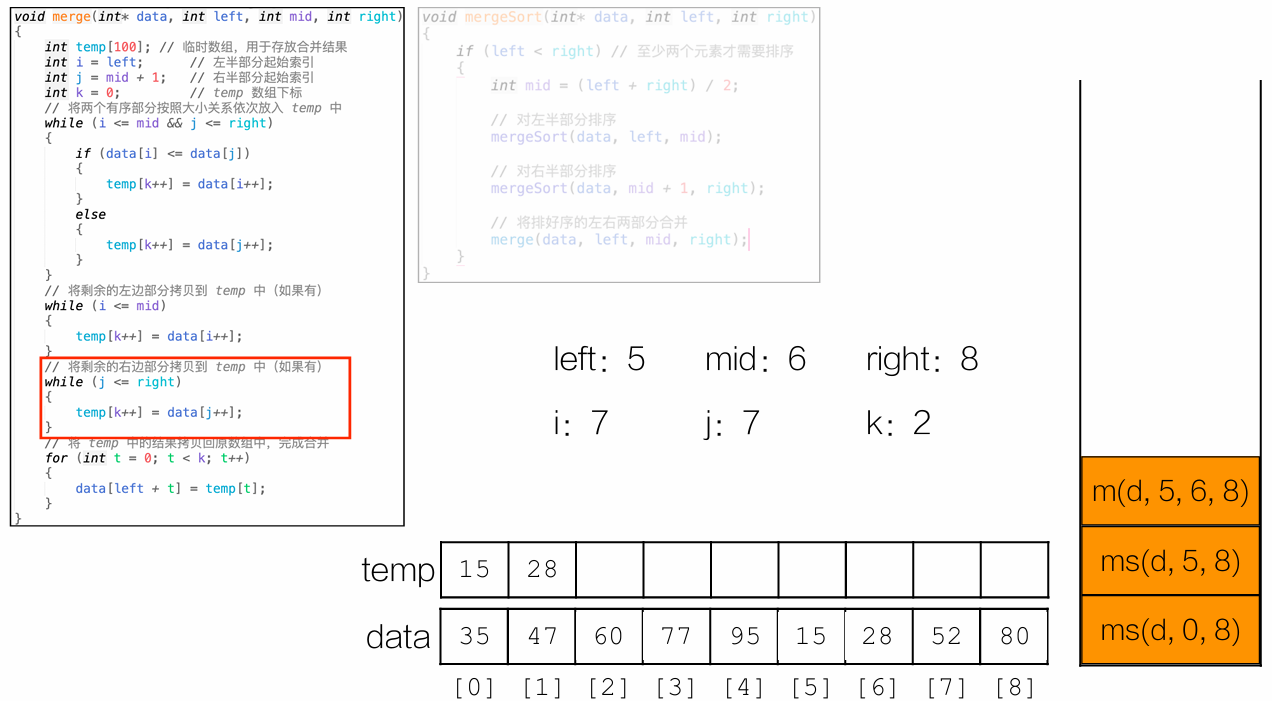 void merge(int* data, int left, int mid, int right)
{
    int temp[100]; // 临时数组，用于存放合并结果
    int i = left;      // 左半部分起始索引
    int j = mid + 1;   // 右半部分起始索引
    int k = 0;         // temp 数组下标
    // 将两个有序部分按照大小关系依次放入 temp 中
    while (i <= mid && j <= right)
    {
        if (data[i] <= data[j])
        {
            temp[k++] = data[i++];
        }
        else
        {
            temp[k++] = data[j++];
        }
    }
    // 将剩余的左边部分拷贝到 temp 中（如果有）
    while (i <= mid)
    {
        temp[k++] = data[i++];
    }
    // 将剩余的右边部分拷贝到 temp 中（如果有）
    while (j <= right)
    {
        temp[k++] = data[j++];
    }
    // 将 temp 中的结果拷贝回原数组中，完成合并
    for (int t = 0; t < k; t++)
    {
        data[left + t] = temp[t];
    }
}
void mergeSort(int* data, int left, int right)
{
    if (left < right) // 至少两个元素才需要排序
    {
        int mid = (left + right) / 2;
        // 对左半部分排序
        mergeSort(data, left, mid);
        // 对右半部分排序
        mergeSort(data, mid + 1, right);
        // 将排好序的左右两部分合并
        merge(data, left, mid, right);
    }
}
left: 5 mid: 6 right: 8
i: 7 j: 7 k: 2
temp 15 28
data 35 47 60 77 95 15 28 52 80
[0] [1] [2] [3] [4] [5] [6] [7] [8]
m(d, 5, 6, 8)
ms(d, 5, 8)
ms(d, 0, 8)